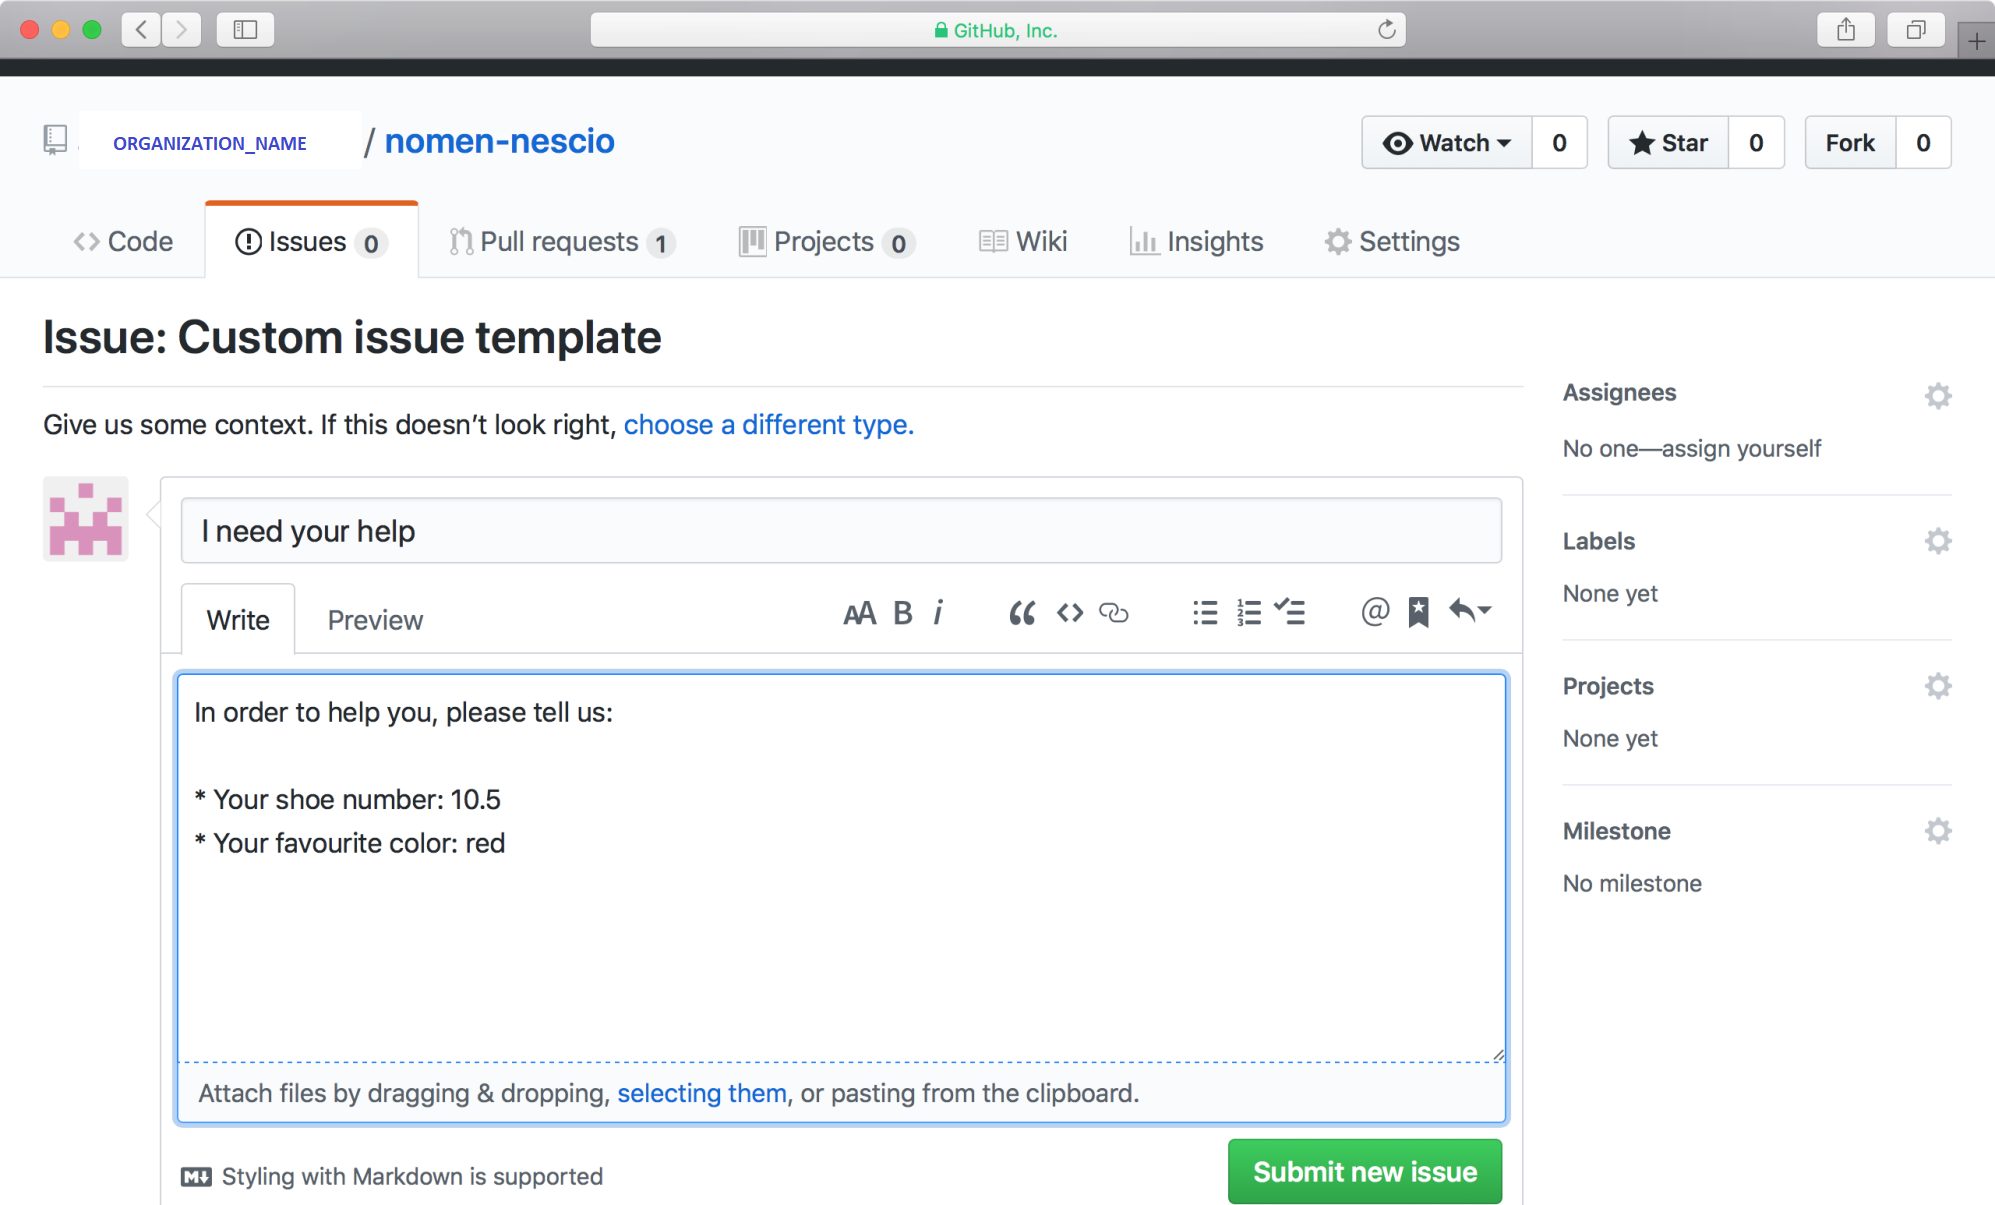 GitHub, Inc.
ORGANIZATION_NAME / nomen-nescio
Watch 0 Star 0 Fork 0
Code Issues 0 Pull requests 1 Projects 0 Wiki Insights Settings
Issue: Custom issue template
Give us some context. If this doesn’t look right, choose a different type.
I need your help
Write Preview
AA B i
In order to help you, please tell us:
* Your shoe number: 10.5
* Your favourite color: red
Attach files by dragging & dropping, selecting them, or pasting from the clipboard.
Styling with Markdown is supported
Submit new issue
Assignees
No one—assign yourself
Labels
None yet
Projects
None yet
Milestone
No milestone